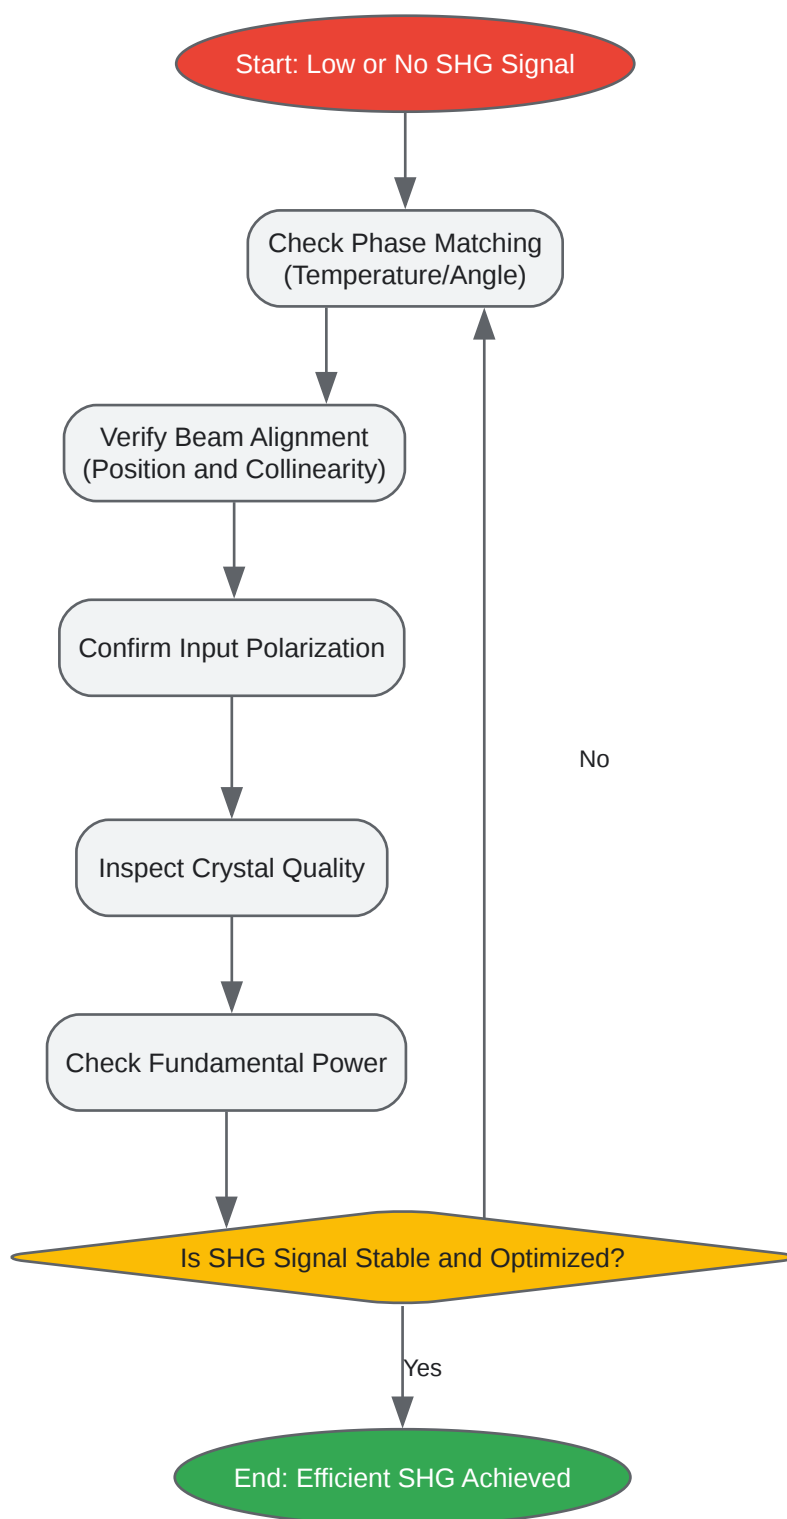 Start: Low or No SHG Signal
Check Phase Matching
(Temperature/Angle)
Verify Beam Alignment
(Position and Collinearity)
Confirm Input Polarization
No
Inspect Crystal Quality
Check Fundamental Power
Is SHG Signal Stable and Optimized?
Yes
End: Efficient SHG Achieved